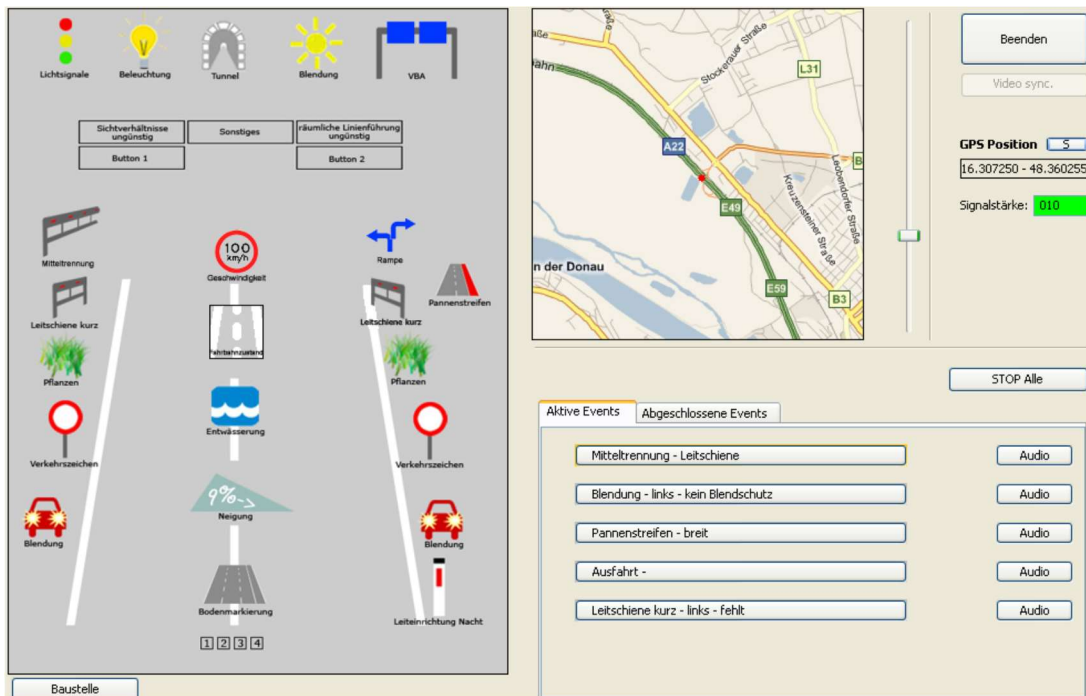 Lichtsignale
Beleuchtung
Tunnel
Blendung
VBA
Sichtverhältnisse
ungünstig
Sonstiges
räumliche Linienführung
ungünstig
Button 1
Button 2
Mitteltrennung
100
km/h
Geschwindigkeit
Rampe
Leitschiene kurz
Leitschiene kurz
Pannenstreifen
Fahrbahnzustand
Pflanzen
Pflanzen
Entwässerung
Verkehrszeichen
Verkehrszeichen
9%->
Neigung
Blendung
Blendung
Bodenmarkierung
Leiteinrichtung Nacht
1 2 3 4
Baustelle
Stockerauer Straße
L31
A22
Leobendorfer Straße
Kreuzensteiner Straße
E49
n der Donau
E59
B3
Beenden
Video sync.
GPS Position
S
16.307250 - 48.360255
Signalstärke: 010
STOP Alle
Aktive Events
Abgeschlossene Events
Mitteltrennung - Leitschiene
Audio
Blendung - links - kein Blendschutz
Audio
Pannenstreifen - breit
Audio
Ausfahrt -
Audio
Leitschiene kurz - links - fehlt
Audio